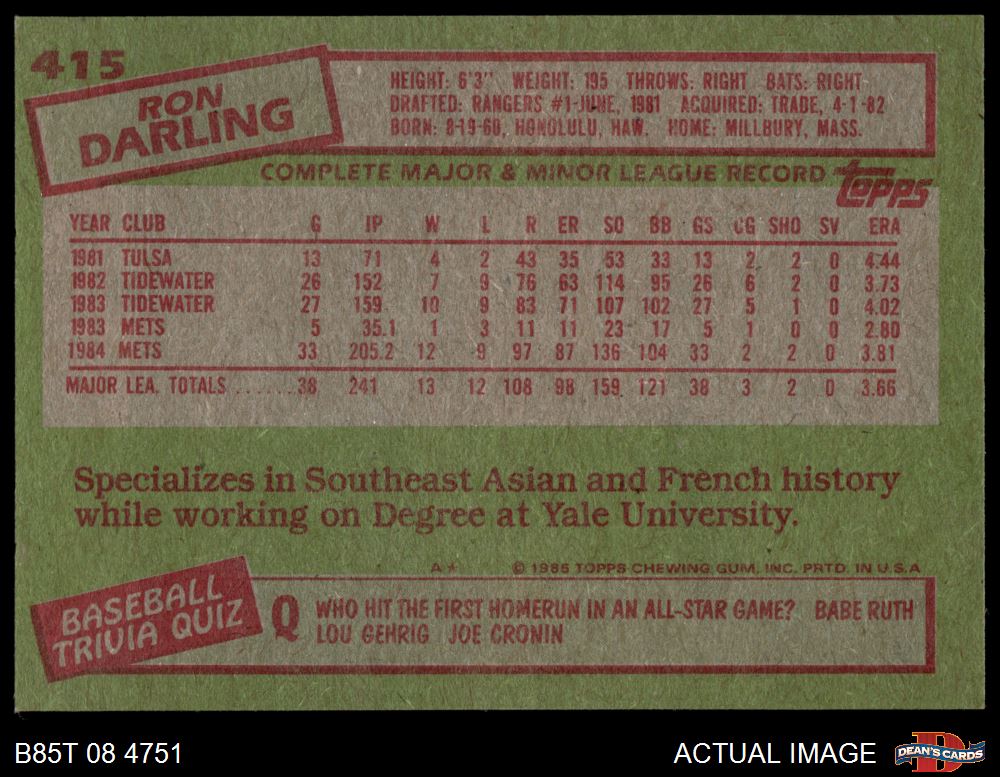 415
RON
DARLING
HEIGHT: 6'3" WEIGHT: 195 THROWS: RIGHT BATS: RIGHT
DRAFTED: RANGERS #1-JUNE, 1981 ACQUIRED: TRADE, 4-1-82
BORN: 8-19-60, HONOLULU, HAW. HOME: MILLBURY, MASS.
COMPLETE MAJOR & MINOR LEAGUE RECORD topps
YEAR CLUB G IP W L R ER SO BB GS CG SHO SV ERA
1981 TULSA 13 71 4 2 43 35 53 33 13 2 2 0 4.44
1982 TIDEWATER 26 152 7 9 76 63 114 95 26 6 2 0 3.73
1983 TIDEWATER 27 159 10 9 83 71 107 102 27 5 1 0 4.02
1983 METS 5 35.1 1 3 11 11 23 17 5 1 0 0 2.80
1984 METS 33 205.2 12 9 97 87 136 104 33 2 2 0 3.81
MAJOR LEA. TOTALS ....... 38 241 13 12 108 98 159 121 38 3 2 0 3.66
Specializes in Southeast Asian and French history
while working on Degree at Yale University.
A* © 1985 TOPPS CHEWING GUM, INC. PRTD. IN U.S.A
BASEBALL
TRIVIA QUIZ
Q WHO HIT THE FIRST HOMERUN IN AN ALL-STAR GAME? BABE RUTH
LOU GEHRIG JOE CRONIN
B85T 08 4751
ACTUAL IMAGE
DEAN'S CARDS